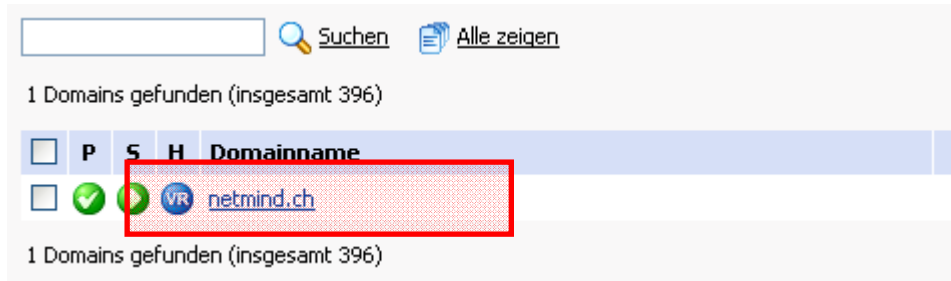 Suchen Alle zeigen
1 Domains gefunden (insgesamt 396)
P S H Domainname
VR netmind.ch
1 Domains gefunden (insgesamt 396)